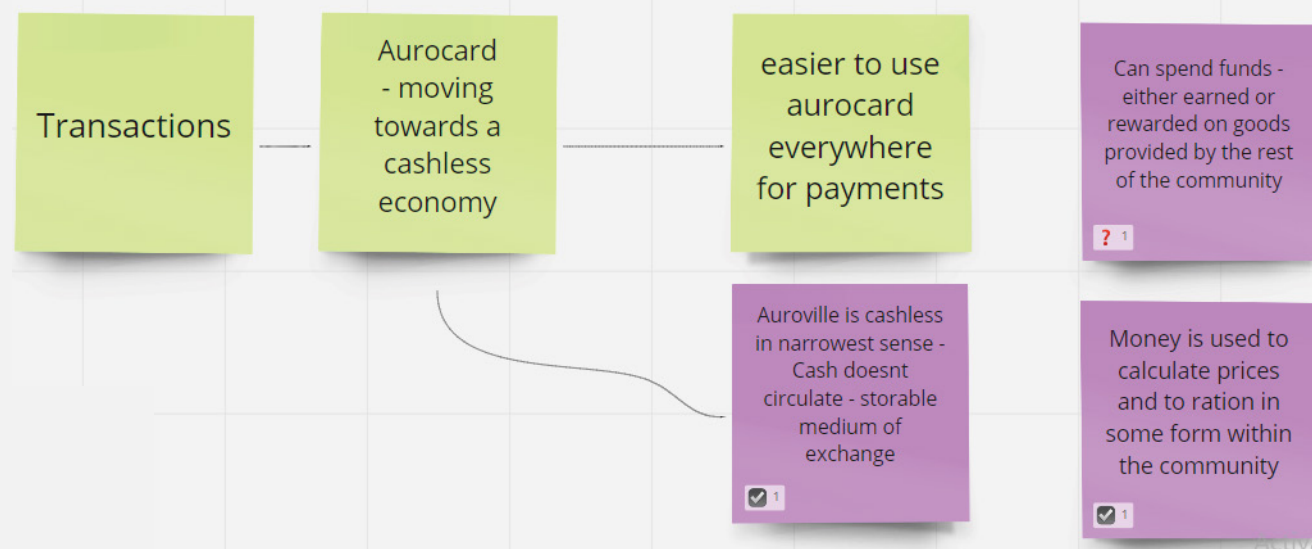 Transactions
Aurocard
- moving
towards a
cashless
economy
easier to use
aurocard
everywhere
for payments
Can spend funds -
either earned or
rewarded on goods
provided by the rest
of the community
1
Auroville is cashless
in narrowest sense -
Cash doesnt
circulate - storable
medium of
exchange
1
Money is used to
calculate prices
and to ration in
some form within
the community
1